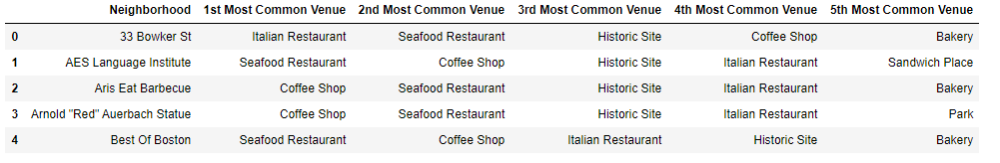 Neighborhood 1st Most Common Venue 2nd Most Common Venue 3rd Most Common Venue 4th Most Common Venue 5th Most Common Venue
0 33 Bowker St Italian Restaurant Seafood Restaurant Historic Site Coffee Shop Bakery
1 AES Language Institute Seafood Restaurant Coffee Shop Historic Site Italian Restaurant Sandwich Place
2 Aris Eat Barbecue Coffee Shop Seafood Restaurant Historic Site Italian Restaurant Bakery
3 Arnold "Red" Auerbach Statue Coffee Shop Seafood Restaurant Historic Site Italian Restaurant Park
4 Best Of Boston Seafood Restaurant Coffee Shop Italian Restaurant Historic Site Bakery